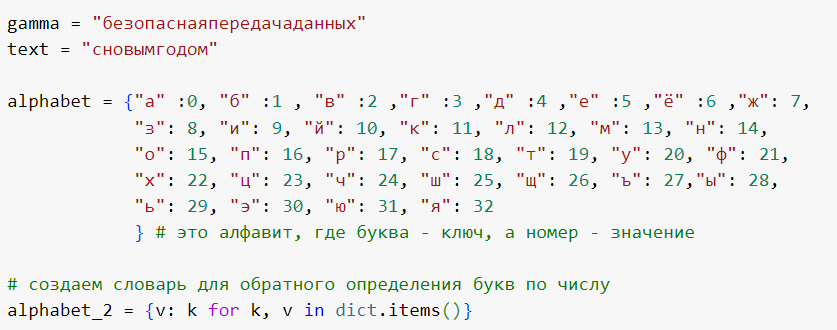 gamma = "безопаснаяпередачаданных"
text = "сновымгодом"
alphabet = {"а" :0, "б" :1 , "в" :2 ,"г" :3 ,"д" :4 ,"е" :5 ,"ё" :6 ,"ж": 7,
"з": 8, "и": 9, "й": 10, "к": 11, "л": 12, "м": 13, "н": 14,
"о": 15, "п": 16, "р": 17, "с": 18, "т": 19, "у": 20, "ф": 21,
"х": 22, "ц": 23, "ч": 24, "ш": 25, "щ": 26, "ъ": 27,"ы": 28,
"ь": 29, "э": 30, "ю": 31, "я": 32
} # это алфавит, где буква - ключ, а номер - значение
# создаем словарь для обратного определения букв по числу
alphabet_2 = {v: k for k, v in dict.items()}